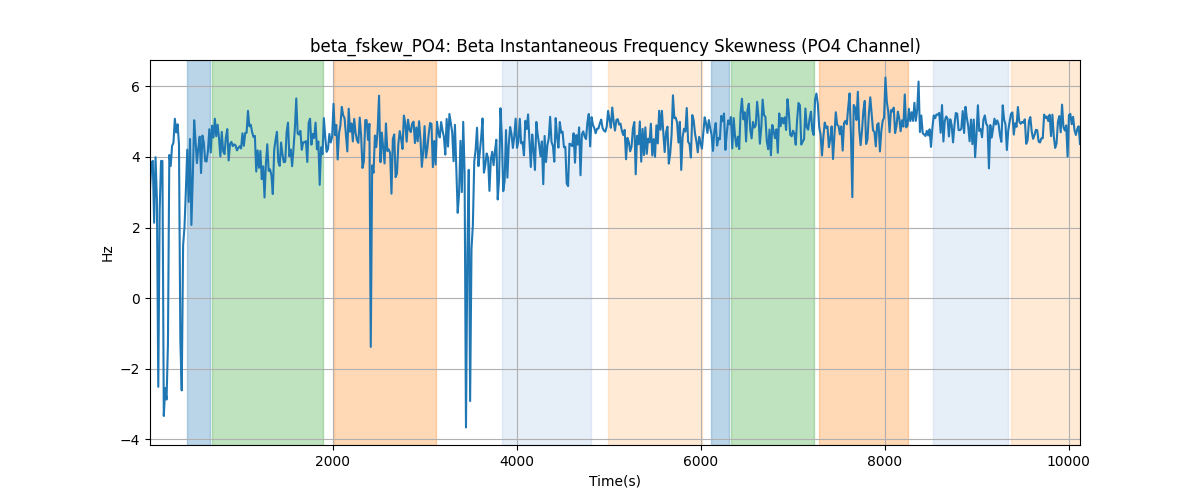 beta_fskew_PO4: Beta Instantaneous Frequency Skewness (PO4 Channel)
6
4
2
0
−2
−4
Hz
2000 4000 6000 8000 10000
Time(s)